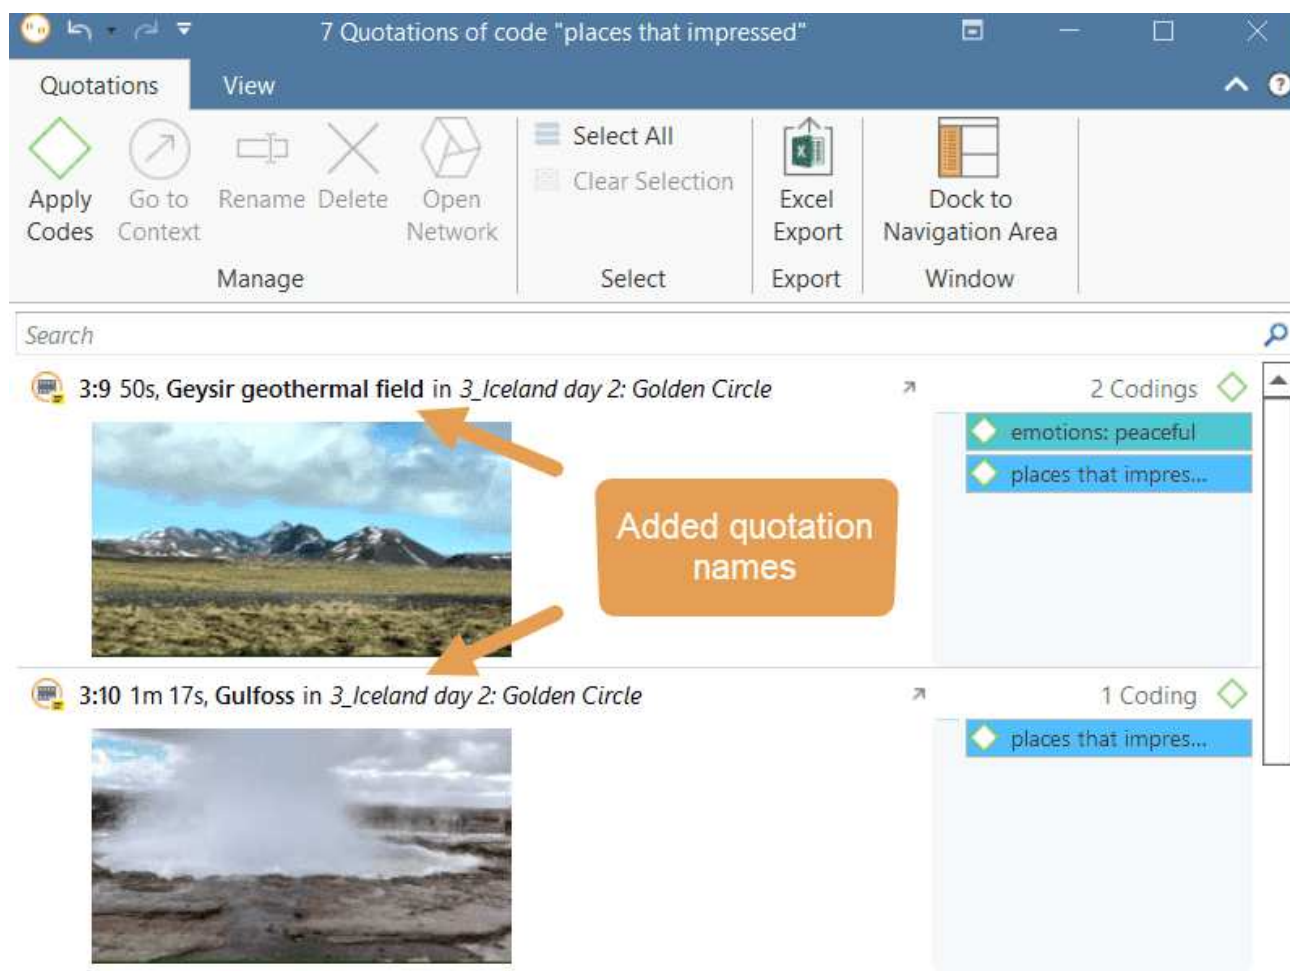 7 Quotations of code "places that impressed"
Quotations View
Apply Codes
Go to Context
Rename
Delete
Open Network
Manage
Select All
Clear Selection
Select
Excel Export
Export
Dock to Navigation Area
Window
Search
3:9 50s, Geysir geothermal field in 3_Iceland day 2: Golden Circle
2 Codings
emotions: peaceful
places that impres...
Added quotation
names
3:10 1m 17s, Gulfoss in 3_Iceland day 2: Golden Circle
1 Coding
places that impres...